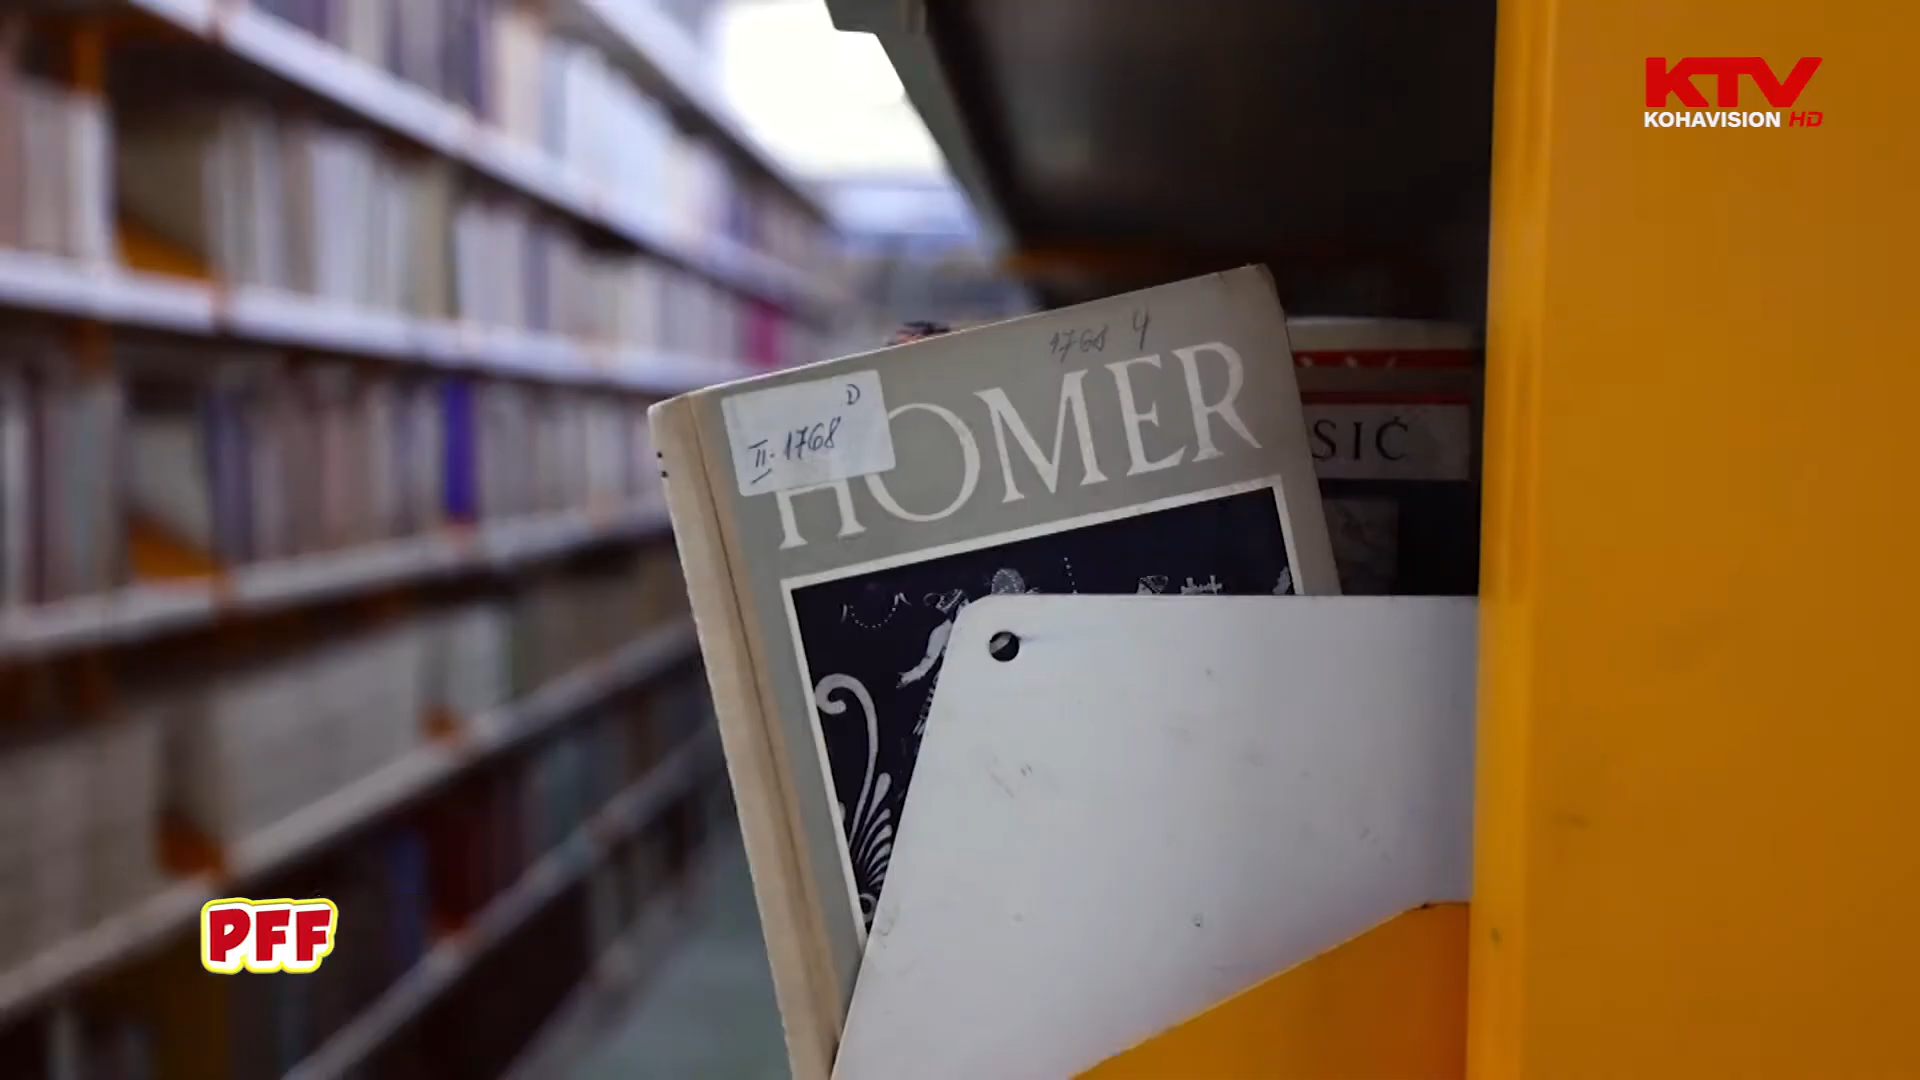 KTV
KOHAVISION HD
1768 4
D
II-1768
HOMER
SIĆ
PFF